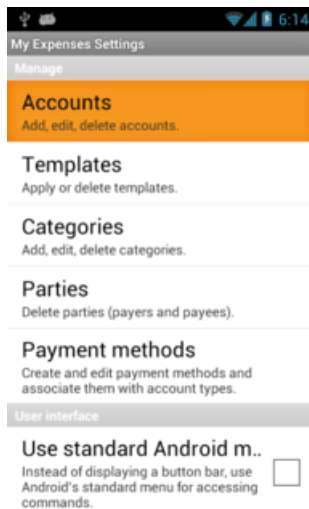 6:14
My Expenses Settings
Manage
Accounts
Add, edit, delete accounts.
Templates
Apply or delete templates.
Categories
Add, edit, delete categories.
Parties
Delete parties (payers and payees).
Payment methods
Create and edit payment methods and
associate them with account types.
User interface
Use standard Android m..
Instead of displaying a button bar, use
Android's standard menu for accessing
commands.